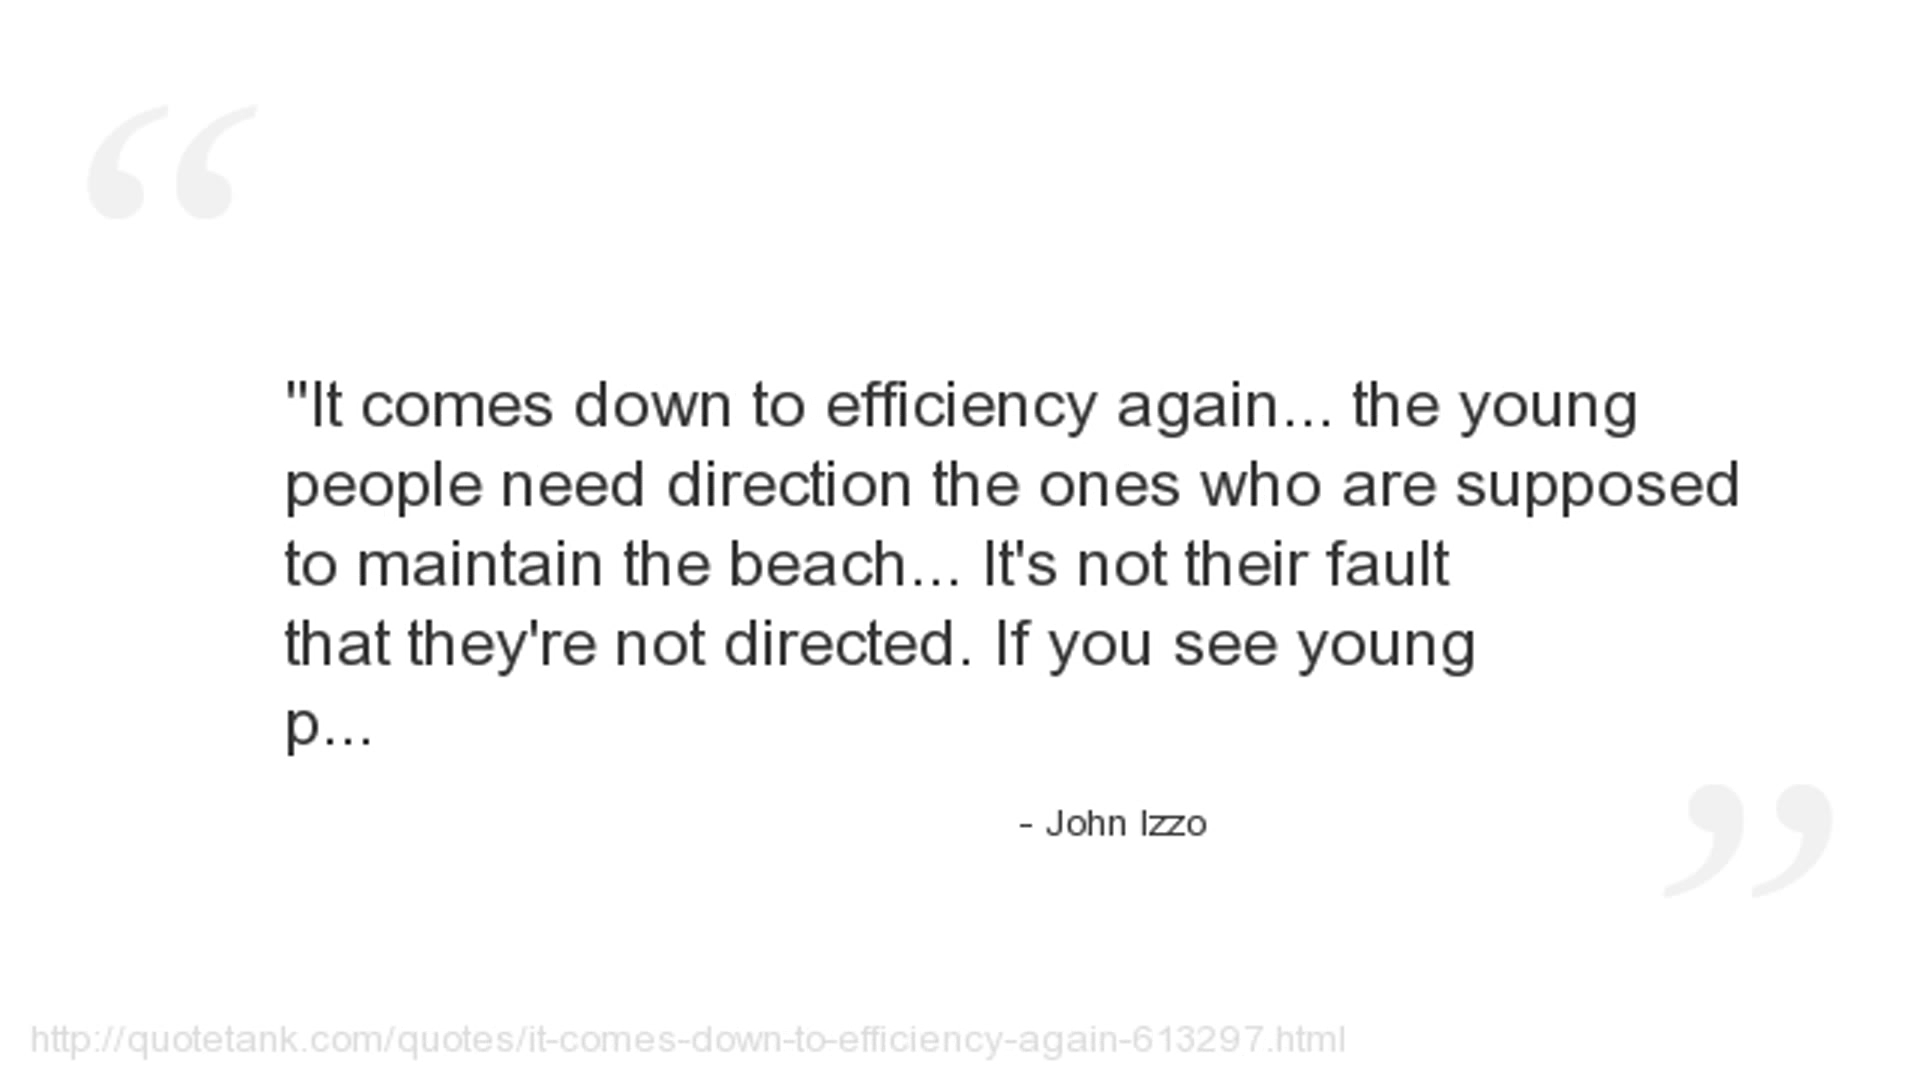 “
"It comes down to efficiency again... the young
people need direction the ones who are supposed
to maintain the beach... It's not their fault
that they're not directed. If you see young
p...
- John Izzo
”
http://quotetank.com/quotes/it-comes-down-to-efficiency-again-613297.html